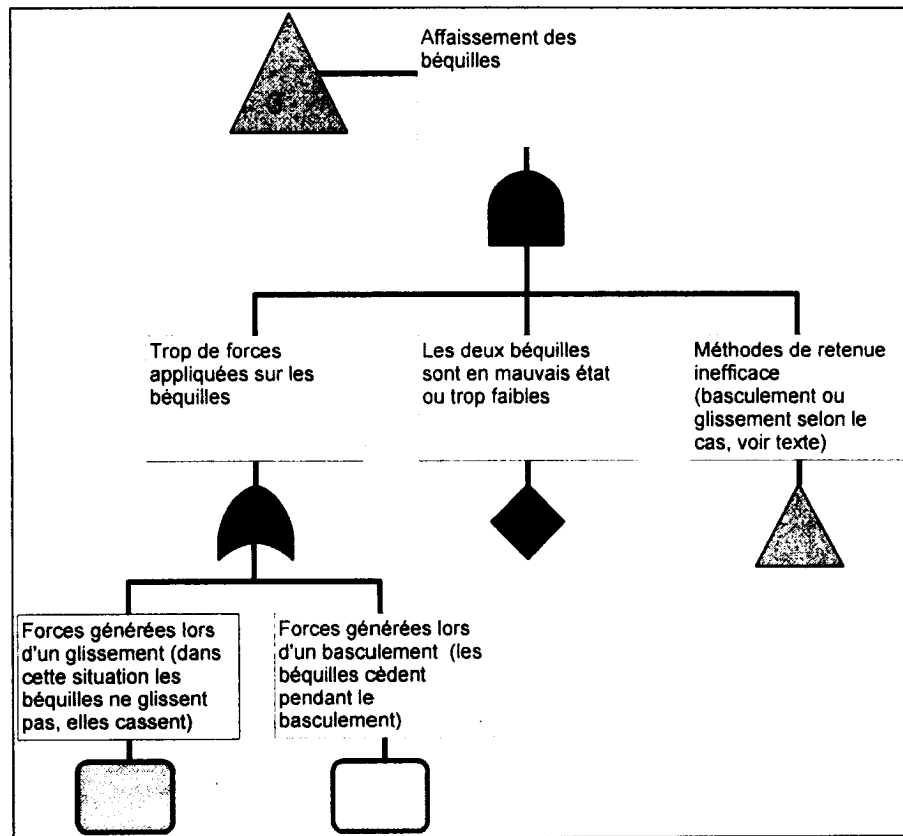 Affaissement des
béquilles
Trop de forces
appliquées sur les
béquilles
Les deux béquilles
sont en mauvais état
ou trop faibles
Méthodes de retenue
inefficace
(basculement ou
glissement selon le
cas, voir texte)
Forces générées lors
d'un glissement (dans
cette situation les
béquilles ne glissent
pas, elles cassent)
Forces générées lors
d'un basculement (les
béquilles cèdent
pendant le
basculement)